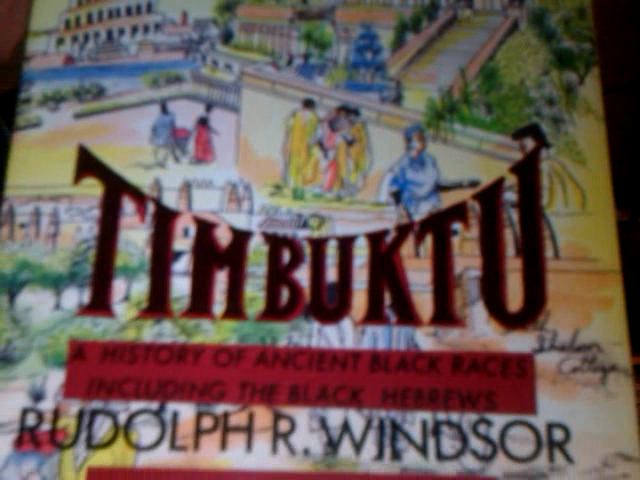 TIMBUKTU
A HISTORY OF ANCIENT BLACK RACES
INCLUDING THE BLACK HEBREWS
RUDOLPH R. WINDSOR